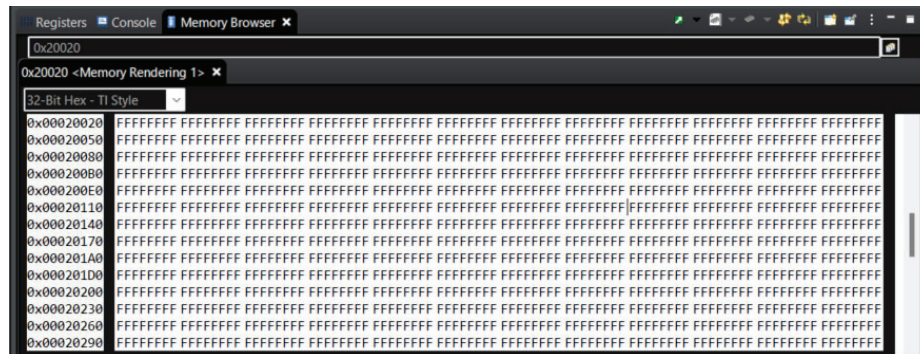 Registers Console Memory Browser ×
0x20020
0x20020 <Memory Rendering 1> ×
32-Bit Hex - TI Style
0x00020020 FFFFFFFF FFFFFFFF FFFFFFFF FFFFFFFF FFFFFFFF FFFFFFFF FFFFFFFF FFFFFFFF FFFFFFFF FFFFFFFF FFFFFFFF FFFFFFFF
0x00020050 FFFFFFFF FFFFFFFF FFFFFFFF FFFFFFFF FFFFFFFF FFFFFFFF FFFFFFFF FFFFFFFF FFFFFFFF FFFFFFFF FFFFFFFF FFFFFFFF
0x00020080 FFFFFFFF FFFFFFFF FFFFFFFF FFFFFFFF FFFFFFFF FFFFFFFF FFFFFFFF FFFFFFFF FFFFFFFF FFFFFFFF FFFFFFFF FFFFFFFF
0x000200B0 FFFFFFFF FFFFFFFF FFFFFFFF FFFFFFFF FFFFFFFF FFFFFFFF FFFFFFFF FFFFFFFF FFFFFFFF FFFFFFFF FFFFFFFF FFFFFFFF
0x000200E0 FFFFFFFF FFFFFFFF FFFFFFFF FFFFFFFF FFFFFFFF FFFFFFFF FFFFFFFF FFFFFFFF FFFFFFFF FFFFFFFF FFFFFFFF FFFFFFFF
0x00020110 FFFFFFFF FFFFFFFF FFFFFFFF FFFFFFFF FFFFFFFF FFFFFFFF FFFFFFFF FFFFFFFF FFFFFFFF FFFFFFFF FFFFFFFF FFFFFFFF
0x00020140 FFFFFFFF FFFFFFFF FFFFFFFF FFFFFFFF FFFFFFFF FFFFFFFF FFFFFFFF FFFFFFFF FFFFFFFF FFFFFFFF FFFFFFFF FFFFFFFF
0x00020170 FFFFFFFF FFFFFFFF FFFFFFFF FFFFFFFF FFFFFFFF FFFFFFFF FFFFFFFF FFFFFFFF FFFFFFFF FFFFFFFF FFFFFFFF FFFFFFFF
0x000201A0 FFFFFFFF FFFFFFFF FFFFFFFF FFFFFFFF FFFFFFFF FFFFFFFF FFFFFFFF FFFFFFFF FFFFFFFF FFFFFFFF FFFFFFFF FFFFFFFF
0x000201D0 FFFFFFFF FFFFFFFF FFFFFFFF FFFFFFFF FFFFFFFF FFFFFFFF FFFFFFFF FFFFFFFF FFFFFFFF FFFFFFFF FFFFFFFF FFFFFFFF
0x00020200 FFFFFFFF FFFFFFFF FFFFFFFF FFFFFFFF FFFFFFFF FFFFFFFF FFFFFFFF FFFFFFFF FFFFFFFF FFFFFFFF FFFFFFFF FFFFFFFF
0x00020230 FFFFFFFF FFFFFFFF FFFFFFFF FFFFFFFF FFFFFFFF FFFFFFFF FFFFFFFF FFFFFFFF FFFFFFFF FFFFFFFF FFFFFFFF FFFFFFFF
0x00020260 FFFFFFFF FFFFFFFF FFFFFFFF FFFFFFFF FFFFFFFF FFFFFFFF FFFFFFFF FFFFFFFF FFFFFFFF FFFFFFFF FFFFFFFF FFFFFFFF
0x00020290 FFFFFFFF FFFFFFFF FFFFFFFF FFFFFFFF FFFFFFFF FFFFFFFF FFFFFFFF FFFFFFFF FFFFFFFF FFFFFFFF FFFFFFFF FFFFFFFF